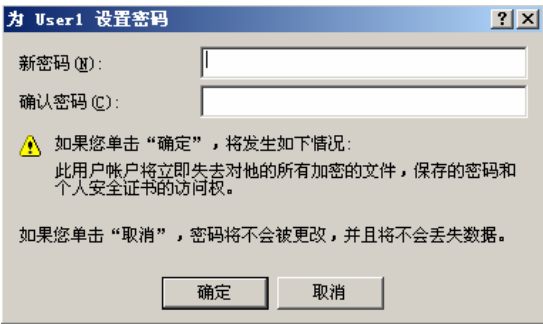 为 User1 设置密码
新密码(N):
确认密码(C):
如果您单击“确定”，将发生如下情况:
此用户帐户将立即失去对他的所有加密的文件，保存的密码和
个人安全证书的访问权。
如果您单击“取消”，密码将不会被更改，并且将不会丢失数据。
确定
取消